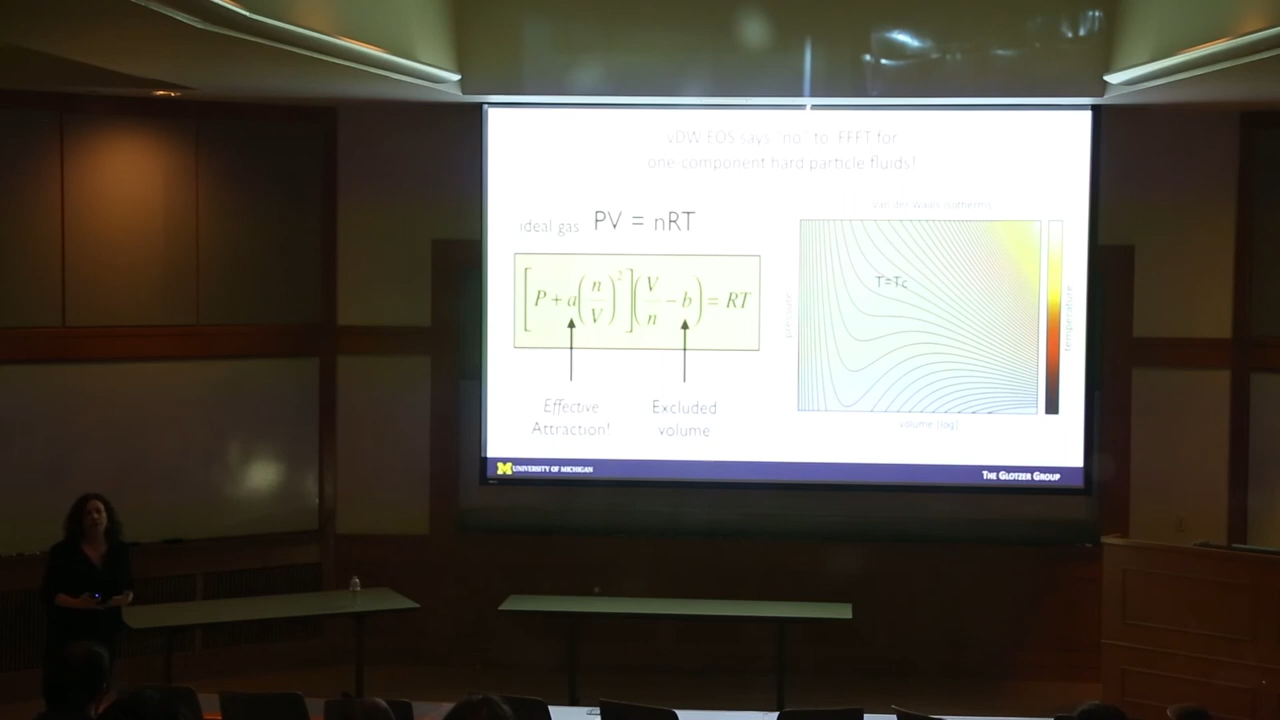 vDW EOS says "no" to FFFT for
one-component hard particle fluids!
ideal gas PV = nRT
[P + a(n/V)²](V/n − b) = RT
Effective
Attraction!
Excluded
volume
Van der Waals isotherms
T=Tc
pressure
temperature
volume [log]
M UNIVERSITY OF MICHIGAN
THE GLOTZER GROUP